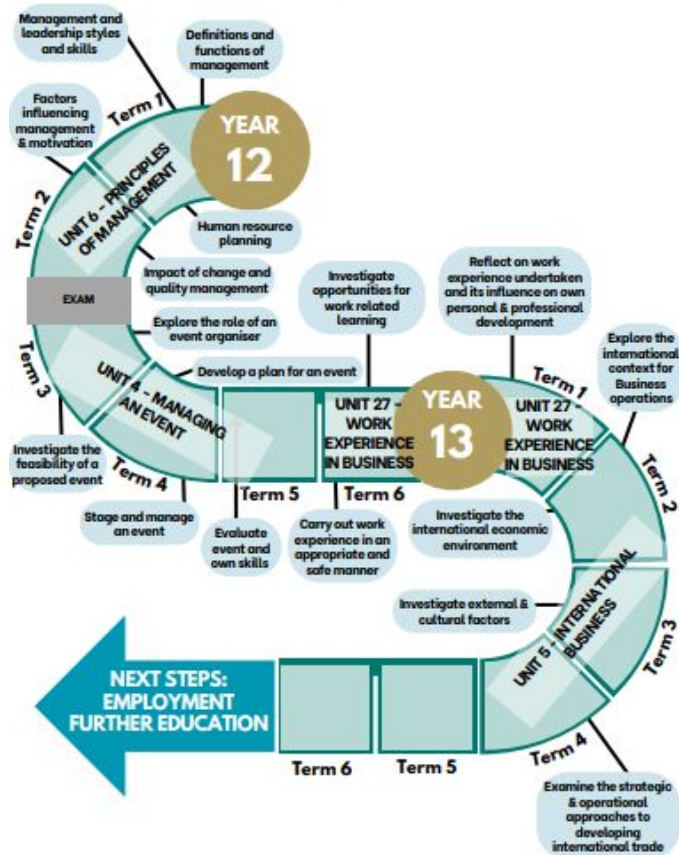 Management and
leadership styles
and skills
Definitions and
functions of
management
Term 1
YEAR
12
Factors
influencing
management
& motivation
UNIT 6 - PRINCIPLES
OF MANAGEMENT
Term 2
Human resource
planning
Impact of change and
quality management
EXAM
Explore the role of an
event organiser
Term 3
UNIT 4 - MANAGING
AN EVENT
Develop a plan for an event
Investigate the
feasibility of a
proposed event
Term 4
Stage and manage
an event
Term 5
Evaluate
event and
own skills
Investigate
opportunities for
work related
learning
UNIT 27 -
WORK
EXPERIENCE
IN BUSINESS
Term 6
Carry out work
experience in an
appropriate and
safe manner
YEAR
13
Reflect on work
experience undertaken
and its influence on own
personal & professional
development
Term 1
UNIT 27 -
WORK
EXPERIENCE
IN BUSINESS
Explore the
international
context for
Business
operations
Term 2
Investigate the
international economic
environment
Investigate external &
cultural factors
UNIT 5 - INTERNATIONAL
BUSINESS
Term 3
Term 4
Examine the strategic
& operational
approaches to
developing
international trade
Term 5
Term 6
NEXT STEPS:
EMPLOYMENT
FURTHER EDUCATION